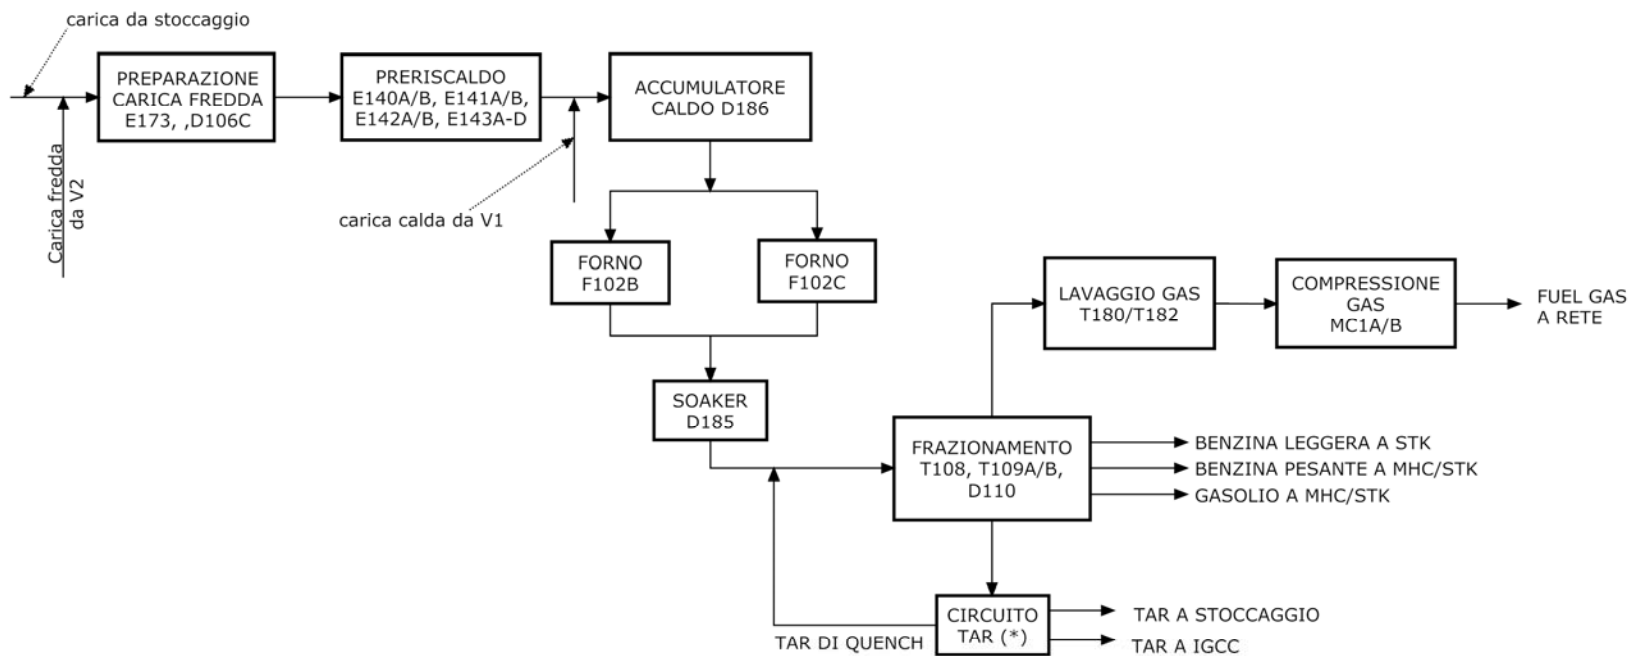 carica da stoccaggio
PREPARAZIONE
CARICA FREDDA
E173, ,D106C
PRERISCALDO
E140A/B, E141A/B,
E142A/B, E143A-D
ACCUMULATORE
CALDO D186
Carica fredda
da V2
carica calda da V1
FORNO
F102B
FORNO
F102C
LAVAGGIO GAS
T180/T182
COMPRESSIONE
GAS
MC1A/B
FUEL GAS
A RETE
SOAKER
D185
FRAZIONAMENTO
T108, T109A/B,
D110
BENZINA LEGGERA A STK
BENZINA PESANTE A MHC/STK
GASOLIO A MHC/STK
CIRCUITO
TAR (*)
TAR DI QUENCH
TAR A STOCCAGGIO
TAR A IGCC